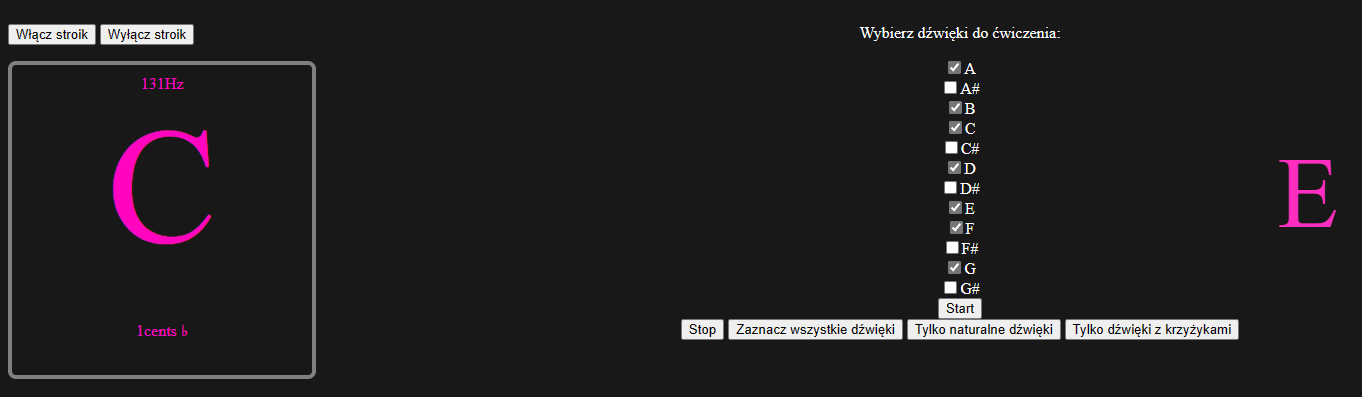 Włącz stroik Wyłącz stroik
131Hz
C
1cents ♭
Wybierz dźwięki do ćwiczenia:
A
A#
B
C
C#
D
D#
E
F
F#
G
G#
Start
Stop Zaznacz wszystkie dźwięki Tylko naturalne dźwięki Tylko dźwięki z krzyżykami
E